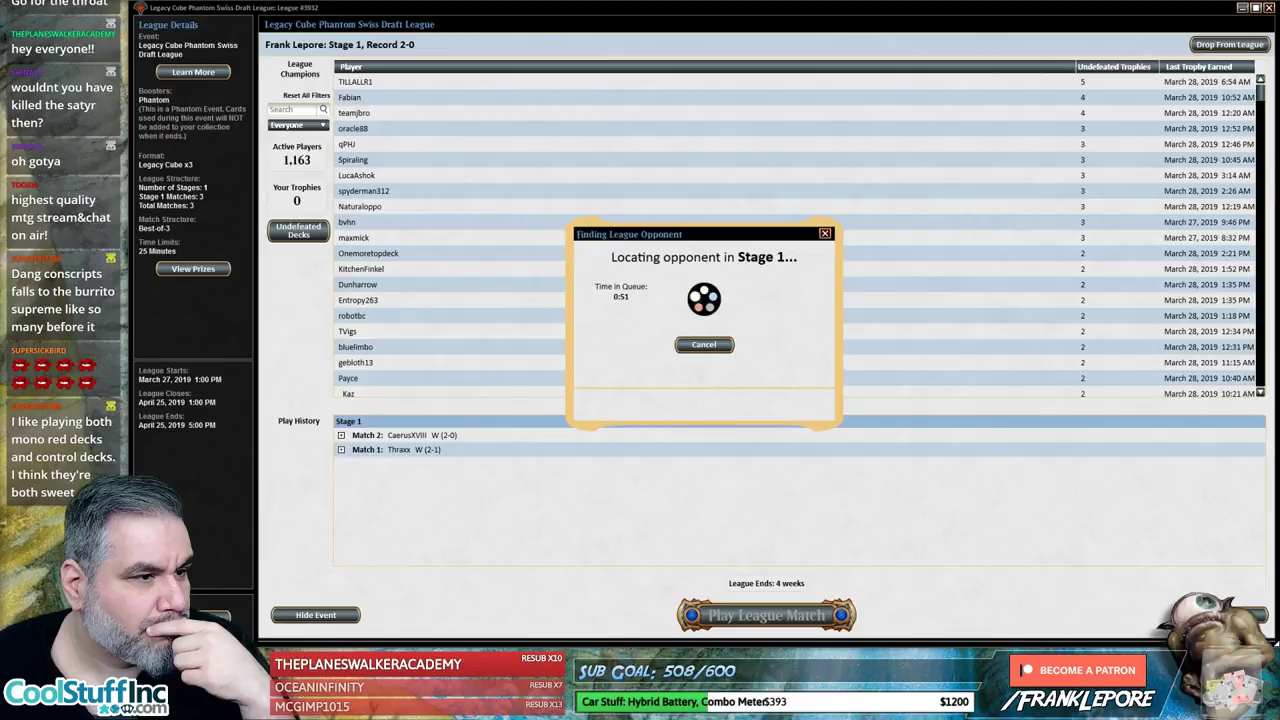 Go for the throat
THEPLANESWALKERACADEMY
hey everyone!!
wouldnt you have
killed the satyr
then?
oh gotya
highest quality
mtg stream&chat
on air!
Dang conscripts
falls to the burrito
supreme like so
many before it
SUPERSICKBIRD
I like playing both
mono red decks
and control decks.
I think they're
both sweet
Legacy Cube Phantom Swiss Draft League: League #3932
League Details
Event:
Legacy Cube Phantom Swiss
Draft League
Learn More
Boosters:
Phantom
(This is a Phantom Event. Cards
used during this event will NOT
be added to your collection
when it ends.)
Format:
Legacy Cube x3
League Structure:
Number of Stages: 1
Stage 1 Matches: 3
Total Matches: 3
Match Structure:
Best-of-3
Time Limits:
25 Minutes
View Prizes
League Starts:
March 27, 2019 1:00 PM
League Closes:
April 25, 2019 1:00 PM
League Ends:
April 25, 2019 5:00 PM
Legacy Cube Phantom Swiss Draft League
Frank Lepore: Stage 1, Record 2-0
Drop From League
League
Champions
Reset All Filters
Search
Everyone
Active Players
1,163
Your Trophies
0
Undefeated
Decks
Player Undefeated Trophies Last Trophy Earned
TILLALLR1 5 March 28, 2019 6:54 AM
Fabian 4 March 28, 2019 10:52 AM
teamjbro 4 March 28, 2019 12:20 AM
oracle88 3 March 28, 2019 12:52 PM
qPHJ 3 March 28, 2019 12:46 PM
Spiraling 3 March 28, 2019 10:45 AM
LucaAshok 3 March 28, 2019 3:14 AM
spyderman312 3 March 28, 2019 2:26 AM
Naturaloppo 3 March 28, 2019 12:19 AM
bvhn 3 March 27, 2019 9:46 PM
maxmick 3 March 27, 2019 8:32 PM
Onemoretopdeck 2 March 28, 2019 2:21 PM
KitchenFinkel 2 March 28, 2019 1:52 PM
Dunharrow 2 March 28, 2019 1:35 PM
Entropy263 2 March 28, 2019 1:35 PM
robotbc 2 March 28, 2019 1:18 PM
TVigs 2 March 28, 2019 12:34 PM
bluelimbo 2 March 28, 2019 12:31 PM
gebloth13 2 March 28, 2019 11:15 AM
Payce 2 March 28, 2019 10:40 AM
_Kaz 2 March 28, 2019 10:21 AM
Finding League Opponent
Locating opponent in Stage 1...
Time in Queue:
0:51
Cancel
Play History
Stage 1
Match 2: CaerusXVIII W (2-0)
Match 1: Thraxx W (2-1)
League Ends: 4 weeks
Hide Event
Play League Match
CoolStuffInc
.com
THEPLANESWALKERACADEMY RESUB X10
OCEANINFINITY RESUB X7
MCGIMP1015 RESUB X13
SUB GOAL: 508/600
Car Stuff: Hybrid Battery, Combo Meter $393 $1200
BECOME A PATRON
/FRANKLEPORE